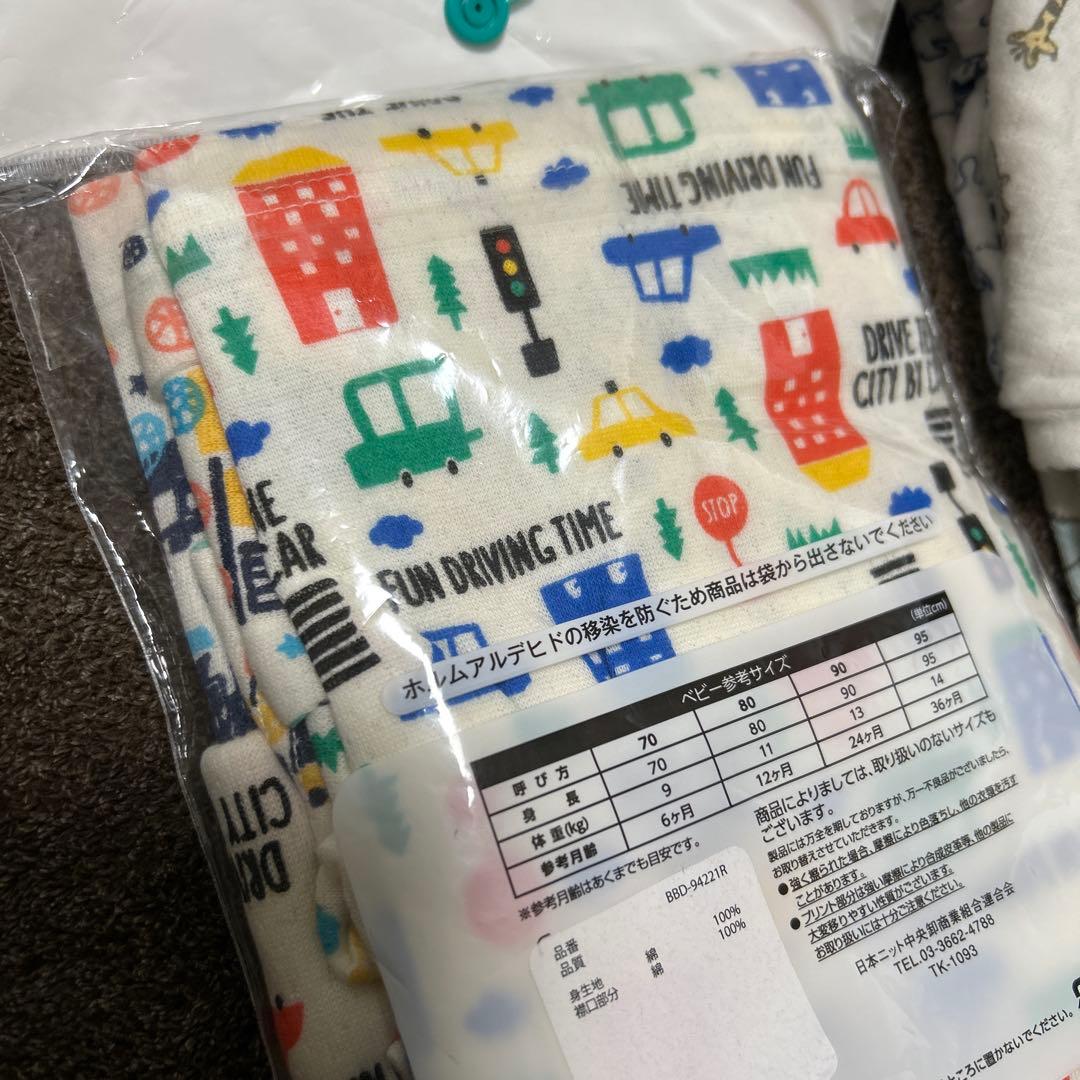 FUN DRIVING TIME
DRIVE
CITY BY
STOP
EAR
FUN DRIVING TIME
CITY
ホルムアルデヒドの移染を防ぐため商品は袋から出さないでください
ベビー参考サイズ
(単位cm)
呼び方 70 80 90 95
身長 70 80 90 95
体重(kg) 9 11 13 14
参考月齢 6ヶ月 12ヶ月 24ヶ月 36ヶ月
※参考月齢はあくまでも目安です。
商品によりましては、取り扱いのないサイズも
ございます。
製品には万全を期しておりますが、万一不良品がございましたら、
お取り替えさせていただきます。
●強く擦られた場合、摩擦により色落ちし、他の衣類を汚す
ことがあります。
●プリント部分は強い摩擦により合成皮革等、他の製品に
大変移りやすい性質がございます。
お取り扱いには十分ご注意ください。
日本ニット中央卸商業組合連合会
TEL.03-3662-4788
TK-1093
品番 BBD-94221R
品質
身生地 綿 100%
襟口部分 綿 100%
ところに置かないでください。